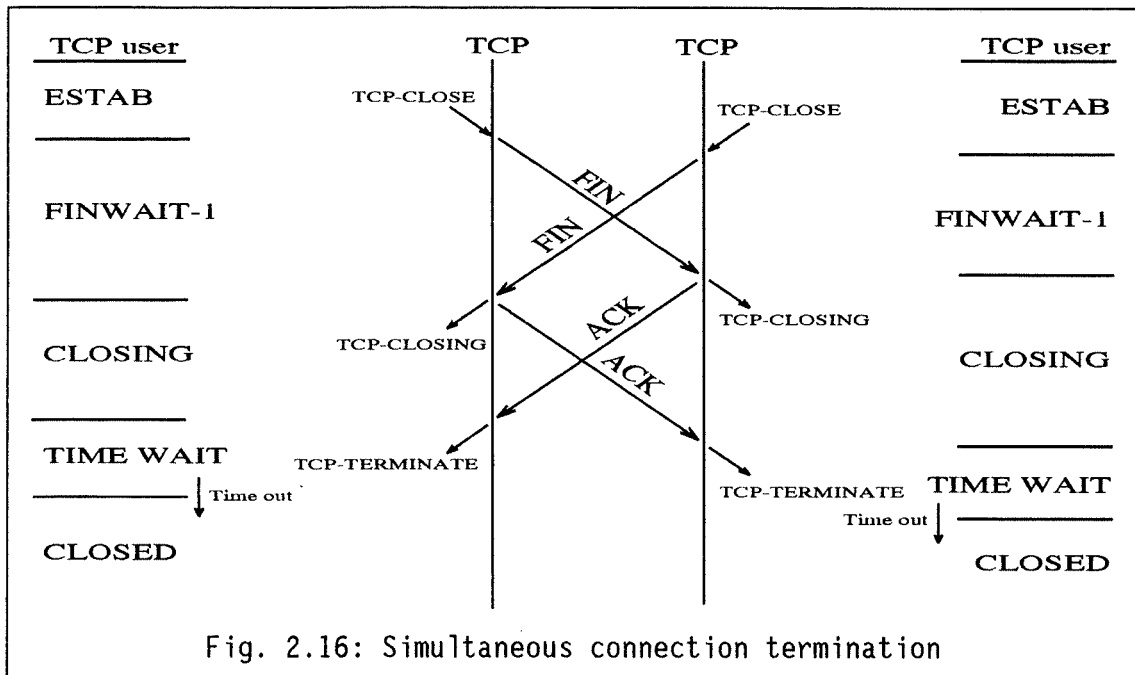 TCP user TCP TCP TCP user
ESTAB TCP-CLOSE TCP-CLOSE ESTAB
FINWAIT-1 FIN FIN FINWAIT-1
CLOSING TCP-CLOSING ACK ACK TCP-CLOSING CLOSING
TIME WAIT TCP-TERMINATE TCP-TERMINATE TIME WAIT
Time out Time out
CLOSED CLOSED
Fig. 2.16: Simultaneous connection termination